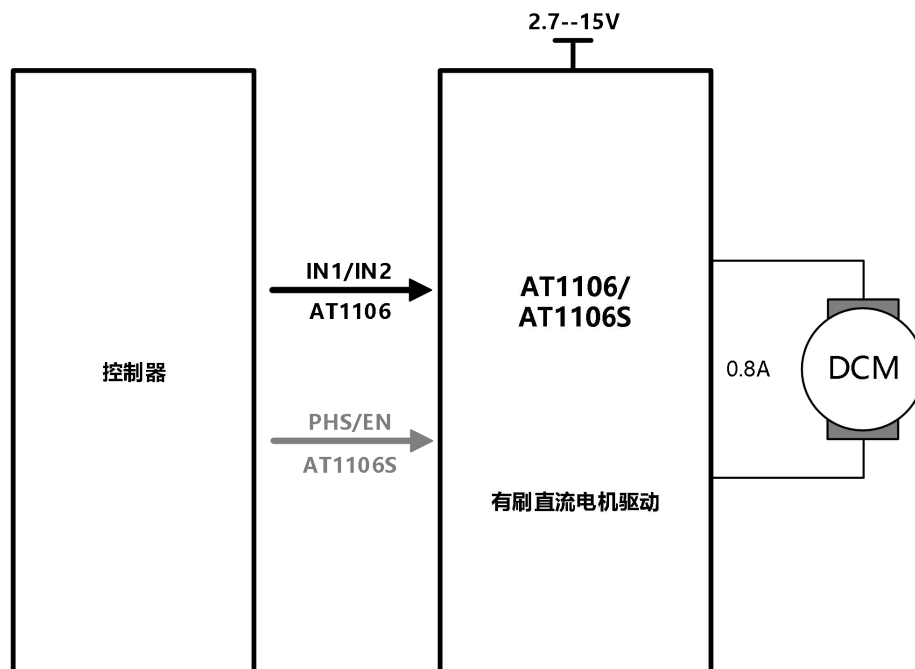 2.7--15V
IN1/IN2
AT1106
控制器
PHS/EN
AT1106S
AT1106/
AT1106S
有刷直流电机驱动
0.8A
DCM